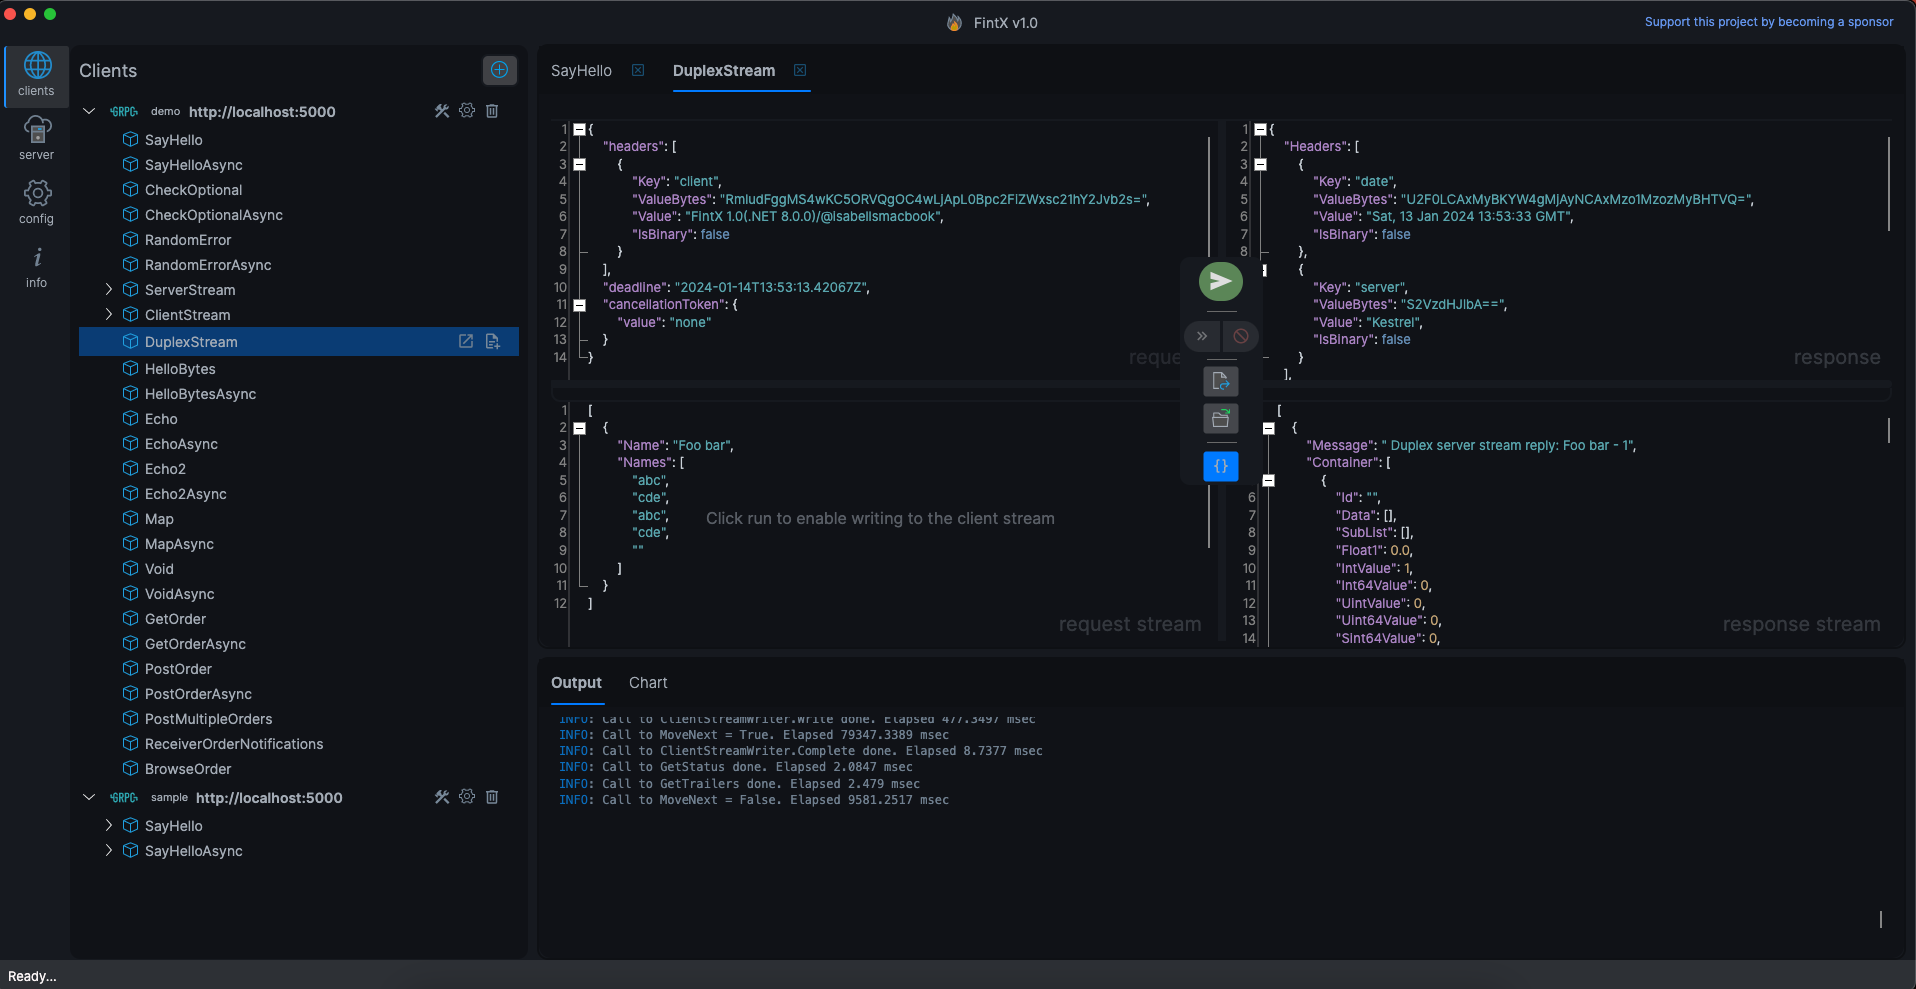 FintX v1.0
Support this project by becoming a sponsor
clients
server
config
info
Clients
GRPC demo http://localhost:5000
SayHello
SayHelloAsync
CheckOptional
CheckOptionalAsync
RandomError
RandomErrorAsync
ServerStream
ClientStream
DuplexStream
HelloBytes
HelloBytesAsync
Echo
EchoAsync
Echo2
Echo2Async
Map
MapAsync
Void
VoidAsync
GetOrder
GetOrderAsync
PostOrder
PostOrderAsync
PostMultipleOrders
ReceiverOrderNotifications
BrowseOrder
GRPC sample http://localhost:5000
SayHello
SayHelloAsync
SayHello DuplexStream
1 {
2 "headers": [
3 {
4 "Key": "client",
5 "ValueBytes": "RmludFggMS4wKC5ORVQgOC4wLjApL0Bpc2FiZWxsc21hY2Jvb2s=",
6 "Value": "FintX 1.0(.NET 8.0.0)/@isabellsmacbook",
7 "IsBinary": false
8 }
9 ],
10 "deadline": "2024-01-14T13:53:13.42067Z",
11 "cancellationToken": {
12 "value": "none"
13 }
14 }
1 {
2 "Headers": [
3 {
4 "Key": "date",
5 "ValueBytes": "U2F0LCAxMyBKYW4gMjAyNCAxMzo1MzozMyBHTVQ=",
6 "Value": "Sat, 13 Jan 2024 13:53:33 GMT",
7 "IsBinary": false
8 },
{
"Key": "server",
"ValueBytes": "S2VzdHJlbA==",
"Value": "Kestrel",
"IsBinary": false
}
],
response
1 [
2 {
3 "Name": "Foo bar",
4 "Names": [
5 "abc",
6 "cde",
7 "abc",
8 "cde",
9 ""
10 ]
11 }
12 ]
Click run to enable writing to the client stream
request stream
{}
[
{
"Message": " Duplex server stream reply: Foo bar - 1",
"Container": [
{
6 "Id": "",
7 "Data": [],
8 "SubList": [],
9 "Float1": 0.0,
10 "IntValue": 1,
11 "Int64Value": 0,
12 "UintValue": 0,
13 "Uint64Value": 0,
14 "Sint64Value": 0,
response stream
Output Chart
INFO: Call to ClientStreamWriter.Write done. Elapsed 477.3497 msec
INFO: Call to MoveNext = True. Elapsed 79347.3389 msec
INFO: Call to ClientStreamWriter.Complete done. Elapsed 8.7377 msec
INFO: Call to GetStatus done. Elapsed 2.0847 msec
INFO: Call to GetTrailers done. Elapsed 2.479 msec
INFO: Call to MoveNext = False. Elapsed 9581.2517 msec
Ready...